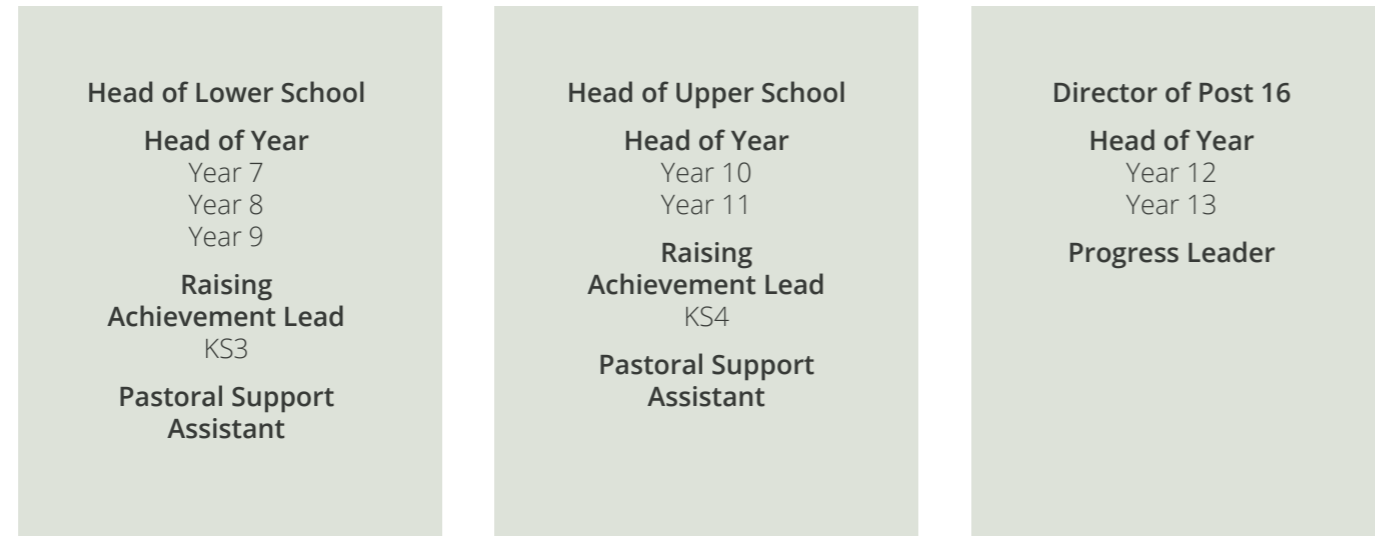 Head of Lower School
Head of Year
Year 7
Year 8
Year 9
Raising
Achievement Lead
KS3
Pastoral Support
Assistant
Head of Upper School
Head of Year
Year 10
Year 11
Raising
Achievement Lead
KS4
Pastoral Support
Assistant
Director of Post 16
Head of Year
Year 12
Year 13
Progress Leader